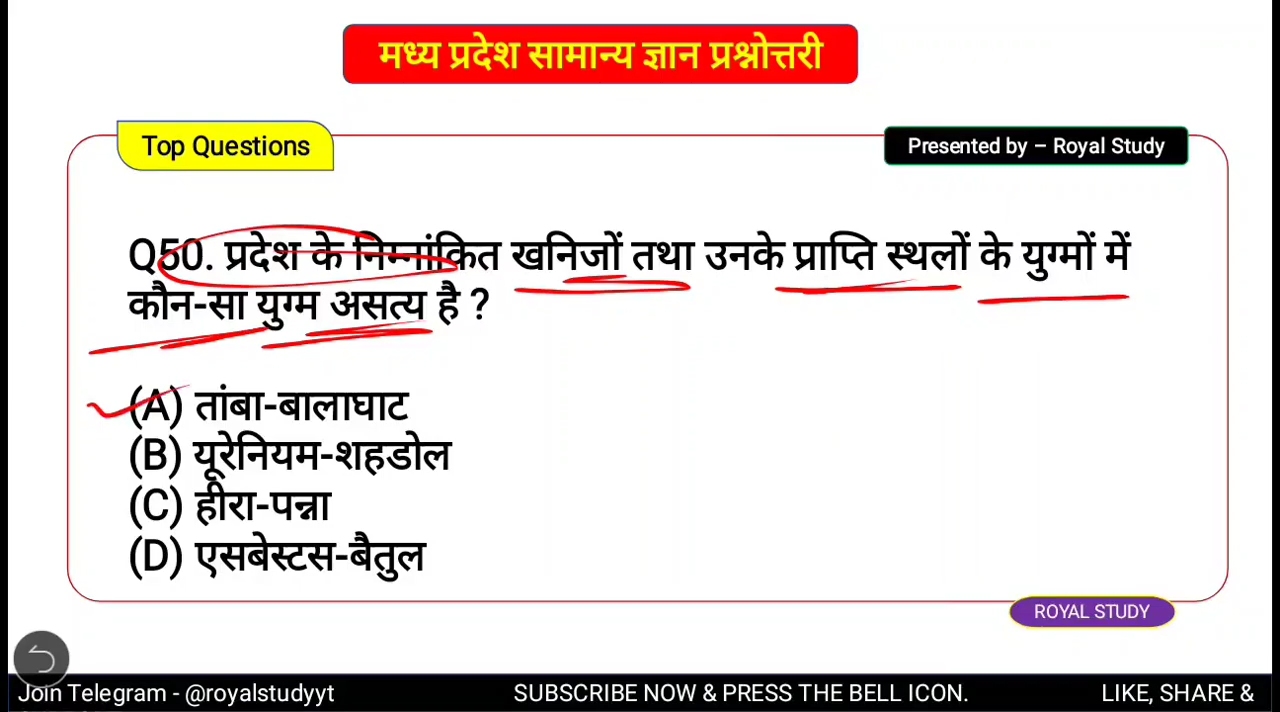 मध्य प्रदेश सामान्य ज्ञान प्रश्नोत्तरी
Top Questions
Presented by – Royal Study
Q50. प्रदेश के निम्नांकित खनिजों तथा उनके प्राप्ति स्थलों के युग्मों में
कौन-सा युग्म असत्य है ?
(A) तांबा-बालाघाट
(B) यूरेनियम-शहडोल
(C) हीरा-पन्ना
(D) एसबेस्टस-बैतुल
ROYAL STUDY
Join Telegram - @royalstudyyt
SUBSCRIBE NOW & PRESS THE BELL ICON.
LIKE, SHARE &